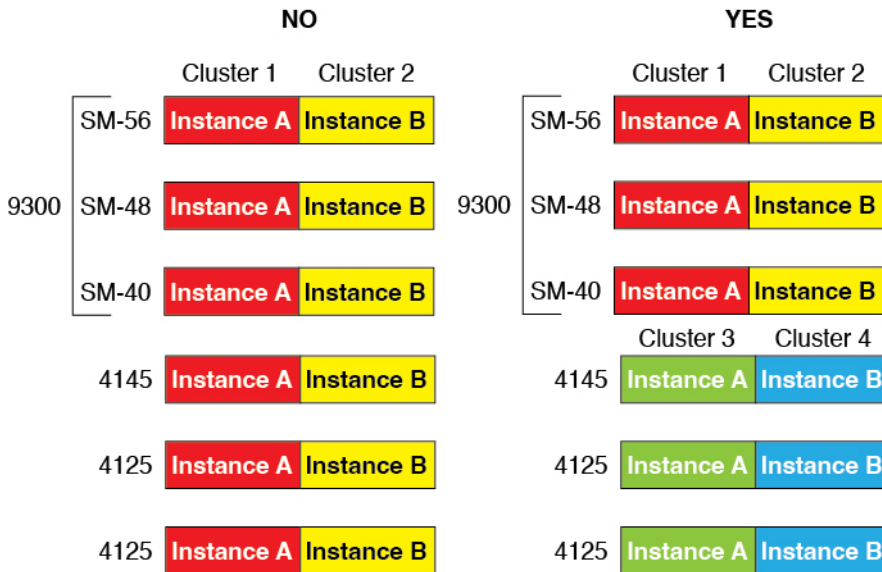 NO YES
Cluster 1 Cluster 2 Cluster 1 Cluster 2
SM-56 Instance A Instance B SM-56 Instance A Instance B
9300 SM-48 Instance A Instance B 9300 SM-48 Instance A Instance B
SM-40 Instance A Instance B SM-40 Instance A Instance B
Cluster 3 Cluster 4
4145 Instance A Instance B 4145 Instance A Instance B
4125 Instance A Instance B 4125 Instance A Instance B
4125 Instance A Instance B 4125 Instance A Instance B